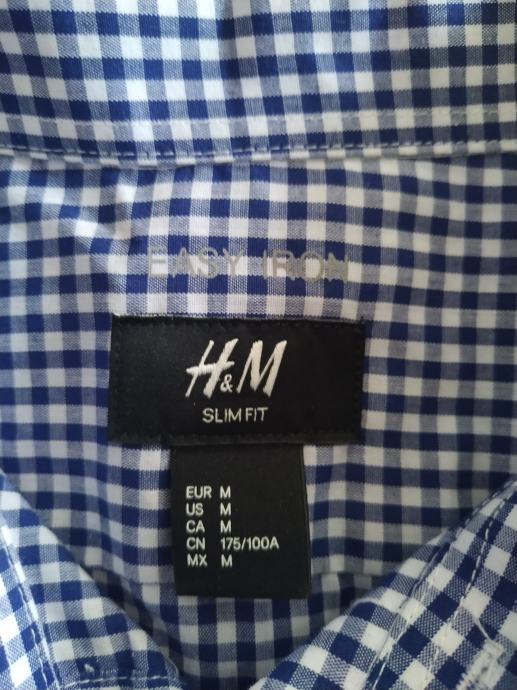 EASY IRON
H&M
SLIM FIT
EUR M
US M
CA M
CN 175/100A
MX M